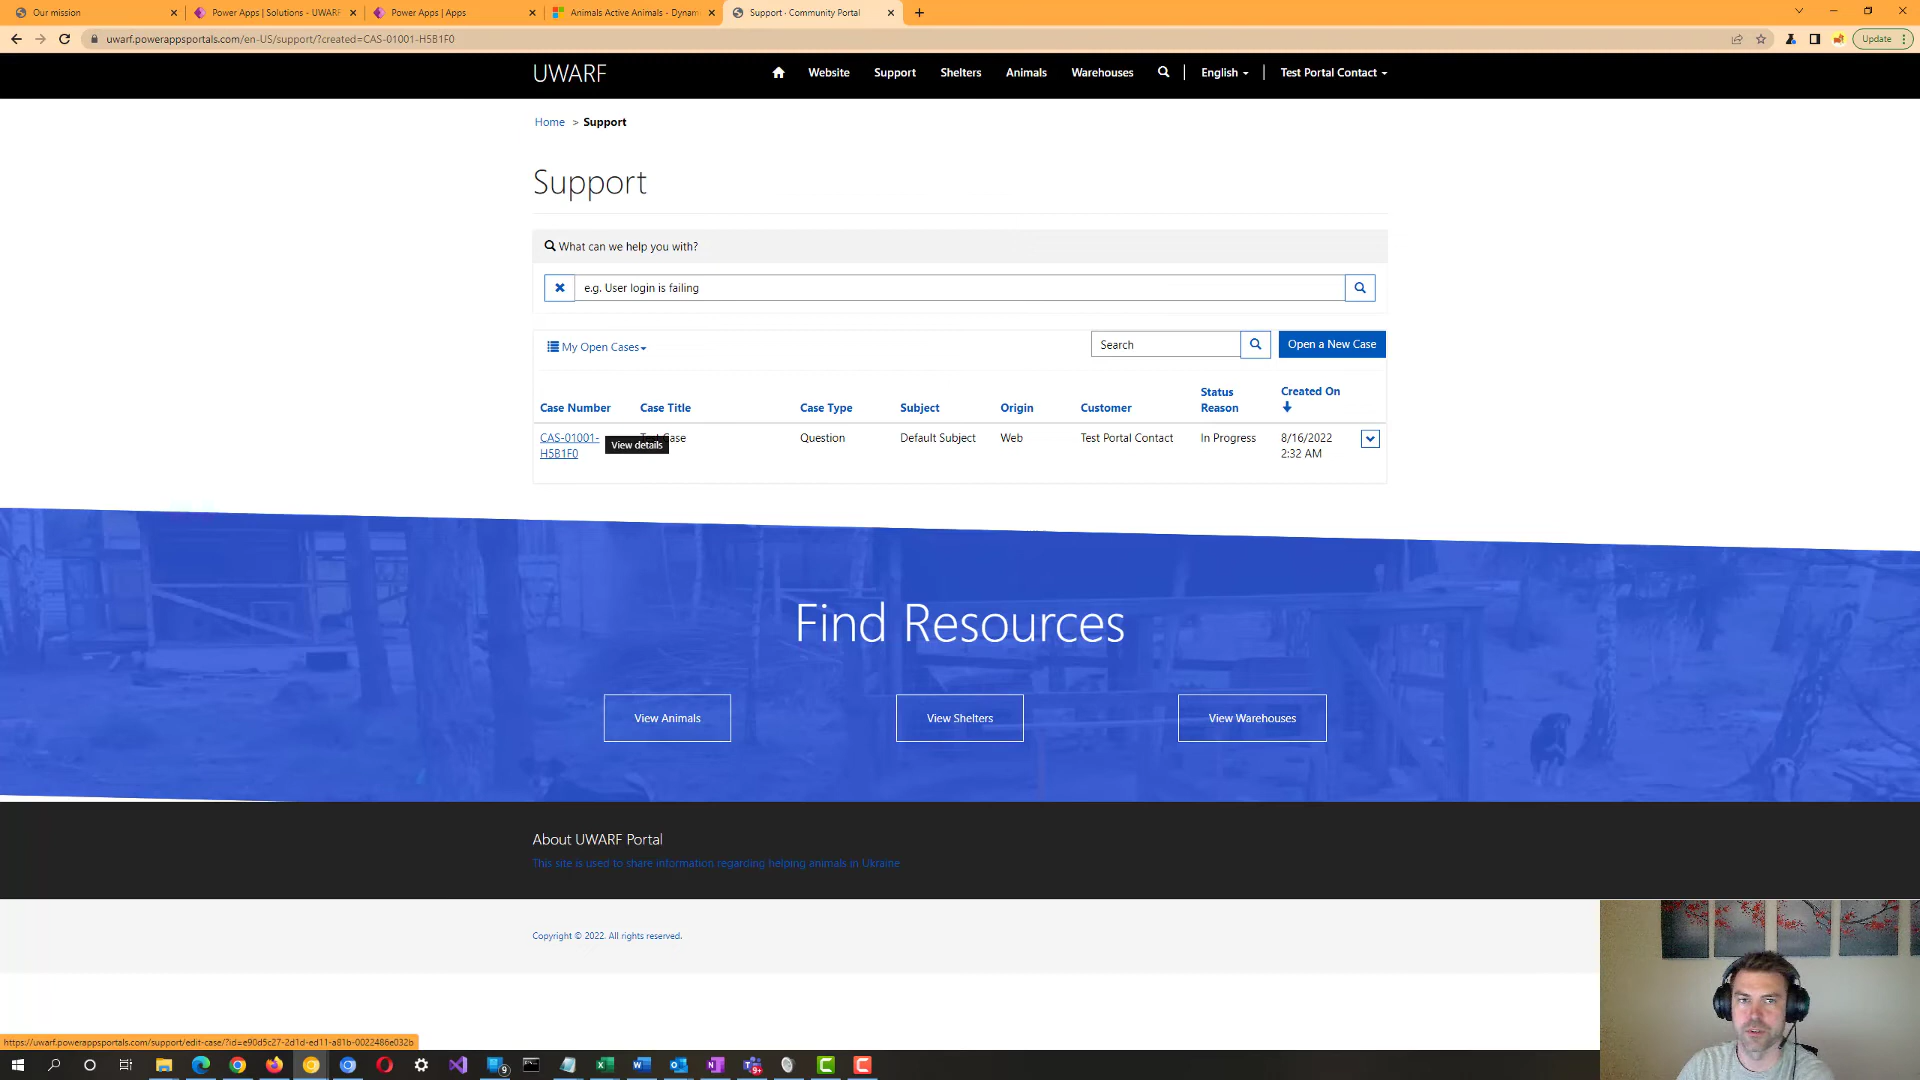 Our mission
Power Apps | Solutions - UWARF
Power Apps | Apps
Animals Active Animals - Dynam
Support · Community Portal
uwarf.powerappsportals.com/en-US/support/?created=CAS-01001-H5B1F0
Update
UWARF
Website
Support
Shelters
Animals
Warehouses
English
Test Portal Contact
Home > Support
Support
What can we help you with?
e.g. User login is failing
My Open Cases
Search
Open a New Case
Case Number
Case Title
Case Type
Subject
Origin
Customer
Status
Reason
Created On
CAS-01001-
H5B1F0
View details
Question
Default Subject
Web
Test Portal Contact
In Progress
8/16/2022
2:32 AM
Find Resources
View Animals
View Shelters
View Warehouses
About UWARF Portal
This site is used to share information regarding helping animals in Ukraine
Copyright © 2022. All rights reserved.
https://uwarf.powerappsportals.com/support/edit-case/?id=e90d5c27-2d1d-ed11-a81b-0022486e032b